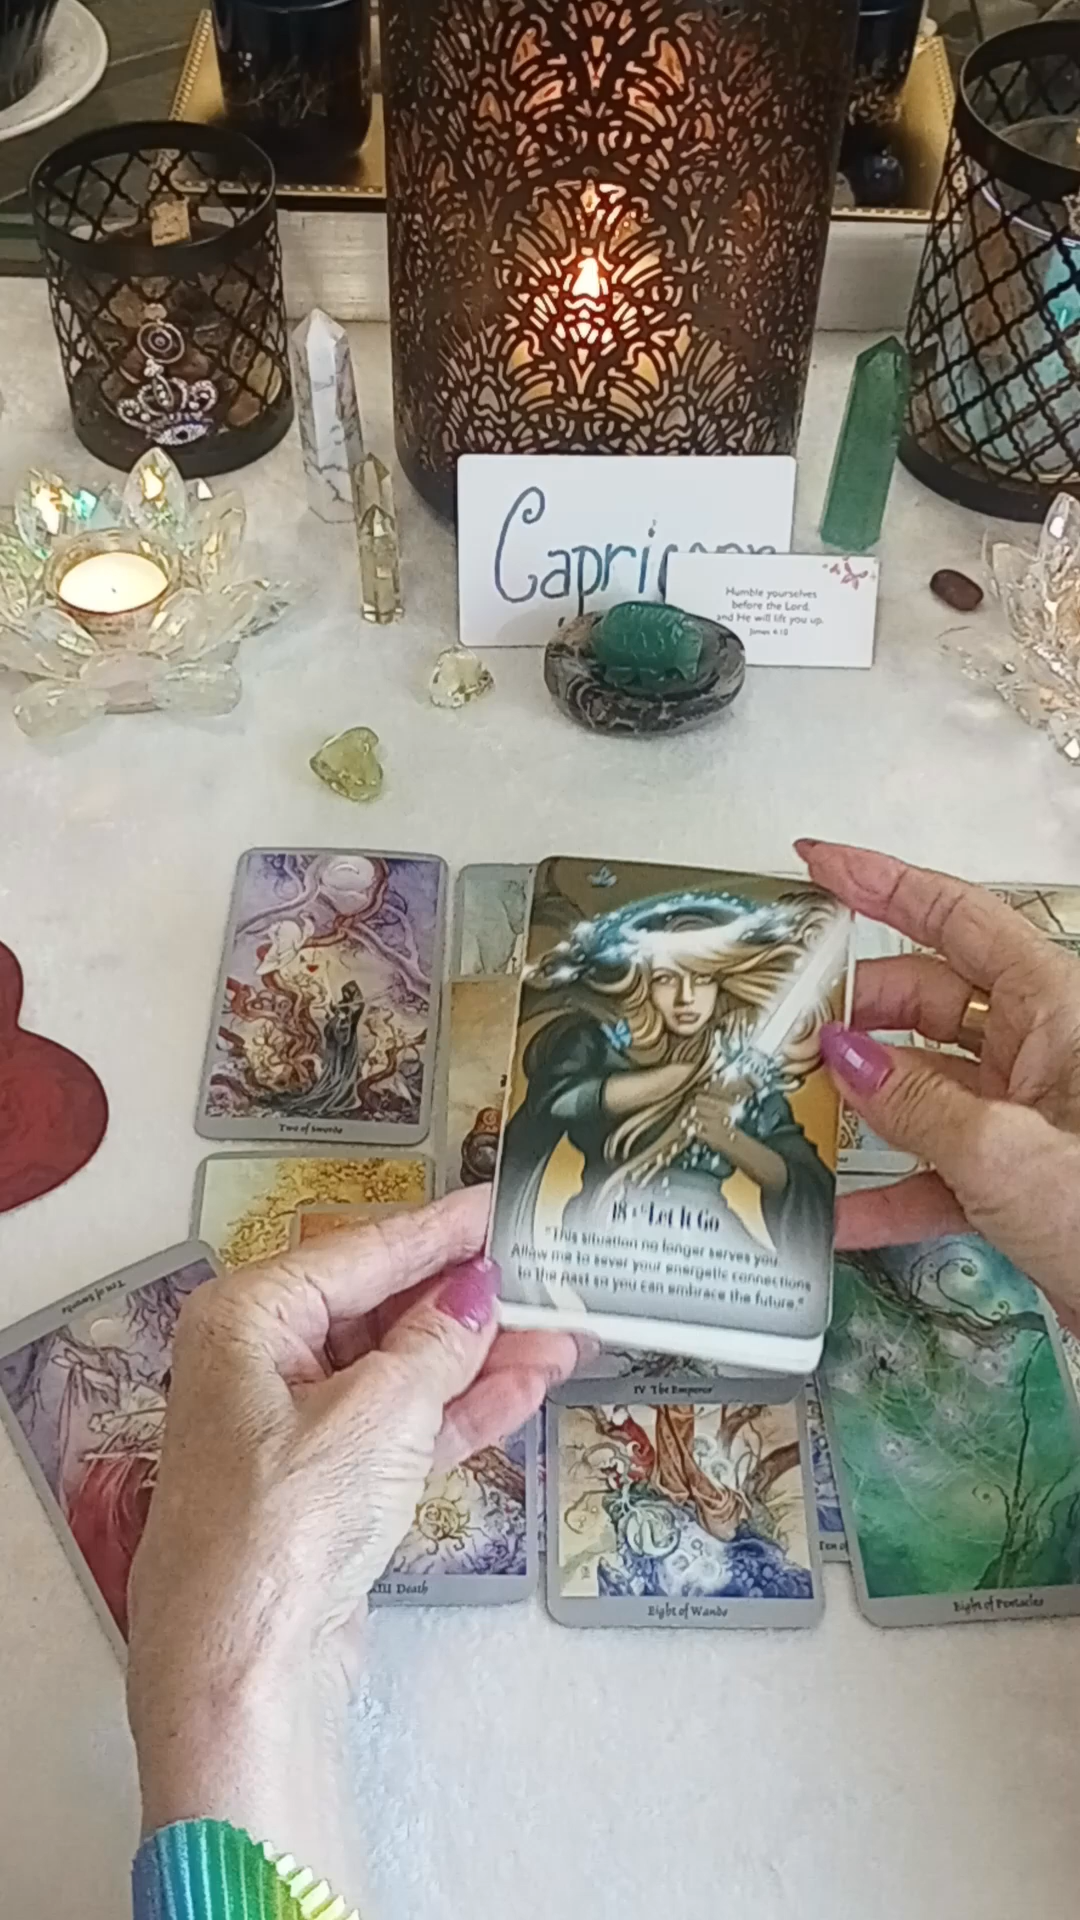 Capricorn
Humble yourselves
before the Lord,
and He will lift you up.
James 4:10
Two of Swords
18 Let It Go
"This situation no longer serves you.
Allow me to sever your energetic connections
to the past so you can embrace the future."
Ten of Swords
IV The Emperor
XIII Death
Ten of
Eight of Wands
Eight of Pentacles